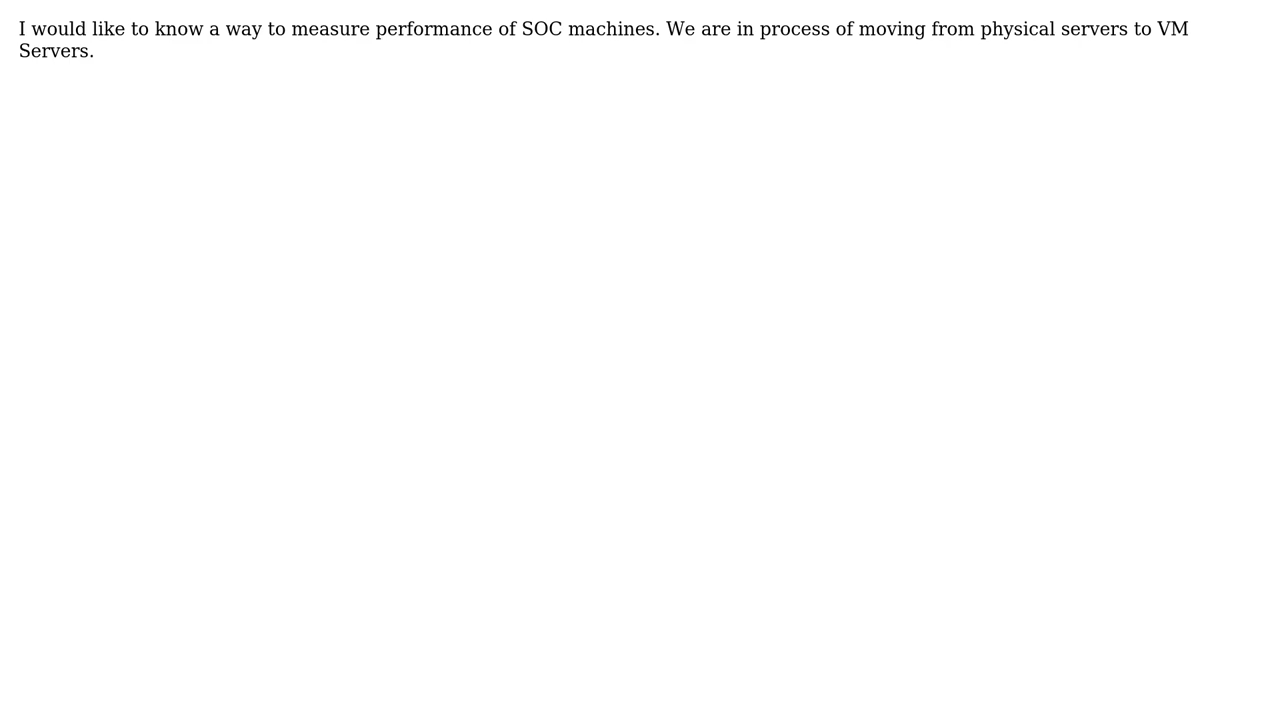 I would like to know a way to measure performance of SOC machines. We are in process of moving from physical servers to VM
Servers.